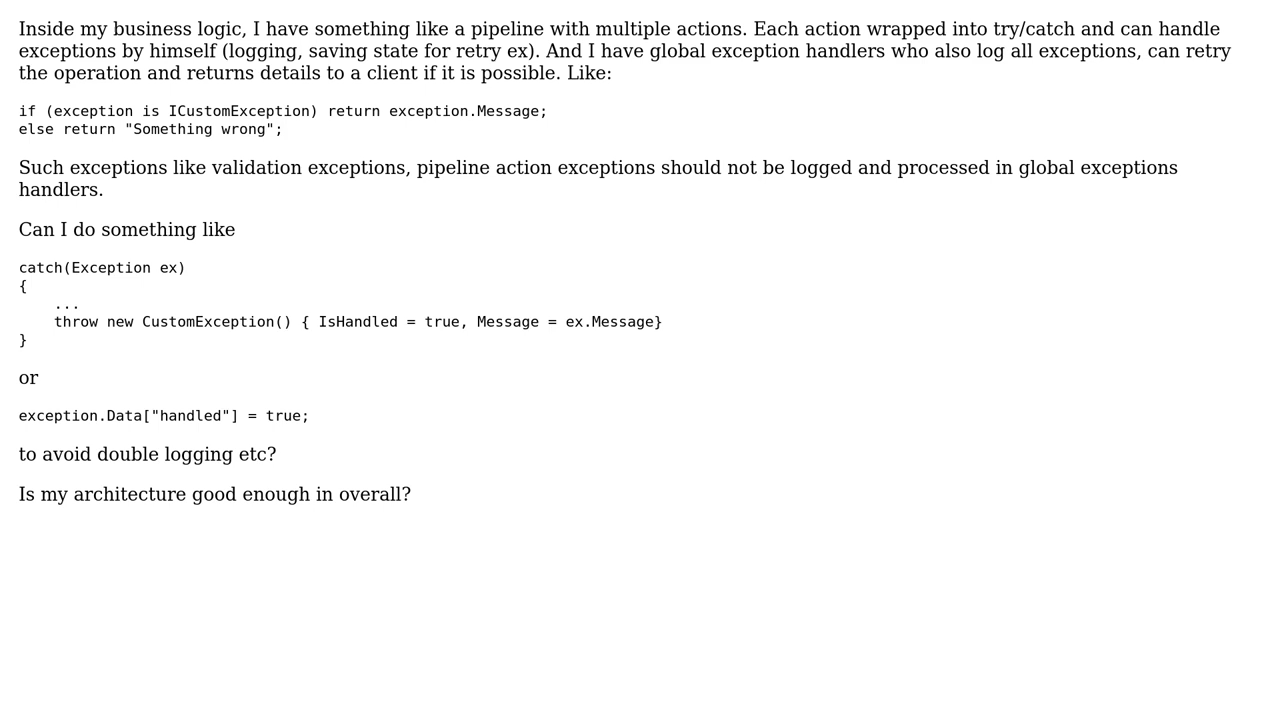 Inside my business logic, I have something like a pipeline with multiple actions. Each action wrapped into try/catch and can handle
exceptions by himself (logging, saving state for retry ex). And I have global exception handlers who also log all exceptions, can retry
the operation and returns details to a client if it is possible. Like:
if (exception is ICustomException) return exception.Message;
else return "Something wrong";
Such exceptions like validation exceptions, pipeline action exceptions should not be logged and processed in global exceptions
handlers.
Can I do something like
catch(Exception ex)
{
    ...
    throw new CustomException() { IsHandled = true, Message = ex.Message}
}
or
exception.Data["handled"] = true;
to avoid double logging etc?
Is my architecture good enough in overall?